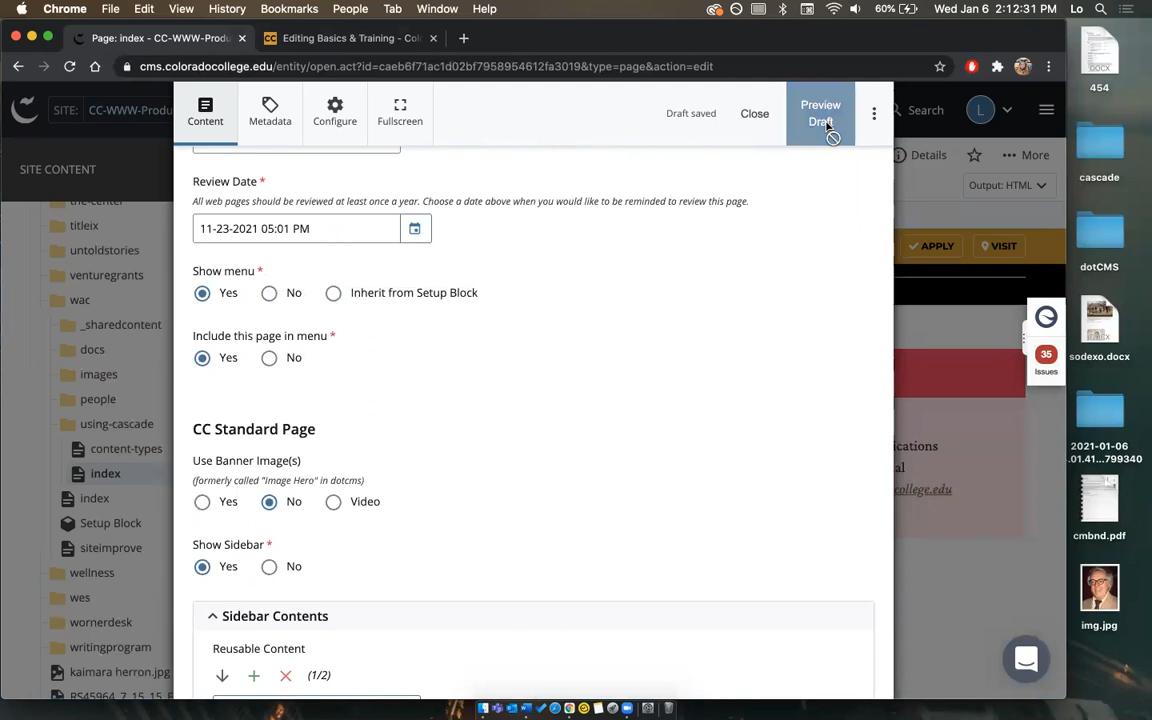 Chrome File Edit View History Bookmarks People Tab Window Help 60% Wed Jan 6 2:12:31 PM Lo
Page: index - CC-WWW-Produ × Editing Basics & Training - Col × +
cms.coloradocollege.edu/entity/open.act?id=caeb6f71ac1d02bf7958954612fa3019&type=page&action=edit
SITE: CC-WWW-Produ
Content Metadata Configure Fullscreen
Draft saved Close Preview Draft
Search L
SITE CONTENT
Details More
Output: HTML
APPLY VISIT
the-center
titleix
untoldstories
venturegrants
wac
_sharedcontent
docs
images
people
using-cascade
content-types
index
index
Setup Block
siteimprove
wellness
wes
wornerdesk
writingprogram
kaimara herron.jpg
RS45964_7_15_15_F
Review Date *
All web pages should be reviewed at least once a year. Choose a date above when you would like to be reminded to review this page.
11-23-2021 05:01 PM
Show menu *
Yes No Inherit from Setup Block
Include this page in menu *
Yes No
CC Standard Page
Use Banner Image(s)
(formerly called "Image Hero" in dotcms)
Yes No Video
Show Sidebar *
Yes No
Sidebar Contents
Reusable Content
(1/2)
35
Issues
ications
al
college.edu
DOCX
454
cascade
dotCMS
sodexo.docx
2021-01-06
.01.41...799340
cmbnd.pdf
img.jpg